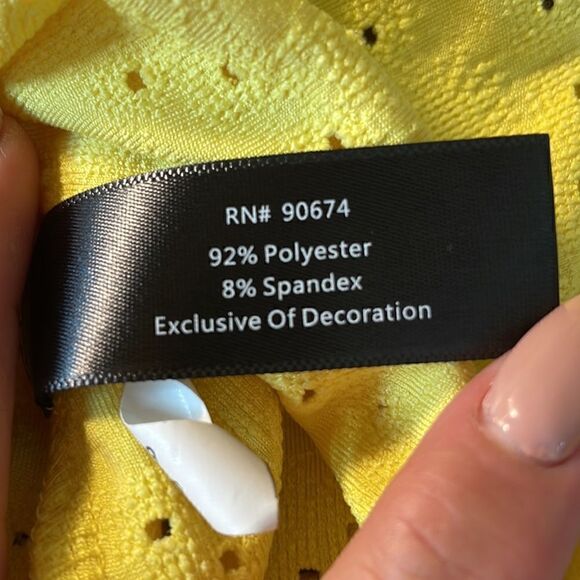 RN# 90674
92% Polyester
8% Spandex
Exclusive Of Decoration